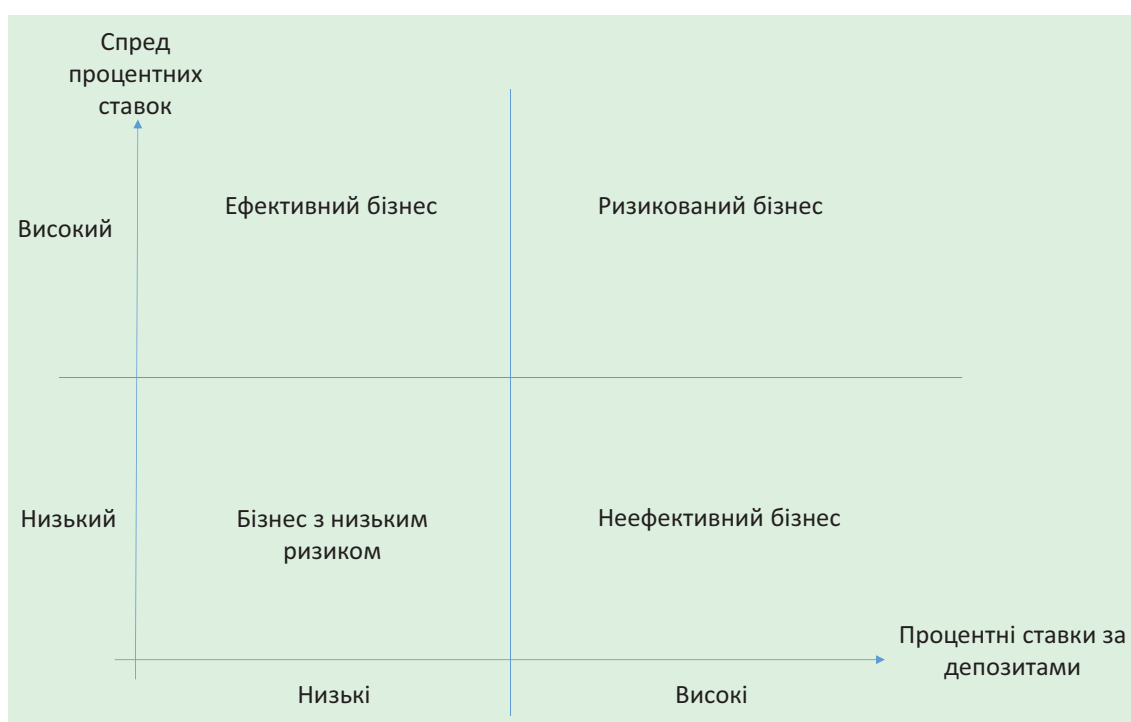 Спред
процентних
ставок
Ефективний бізнес
Ризикований бізнес
Високий
Низький
Бізнес з низьким
ризиком
Неефективний бізнес
Процентні ставки за
депозитами
Низькі
Високі